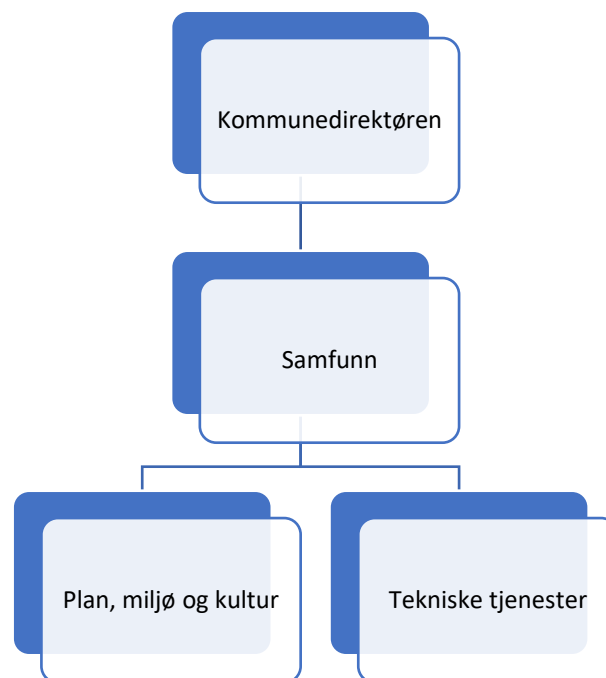 Kommunedirektøren
Samfunn
Plan, miljø og kultur
Tekniske tjenester